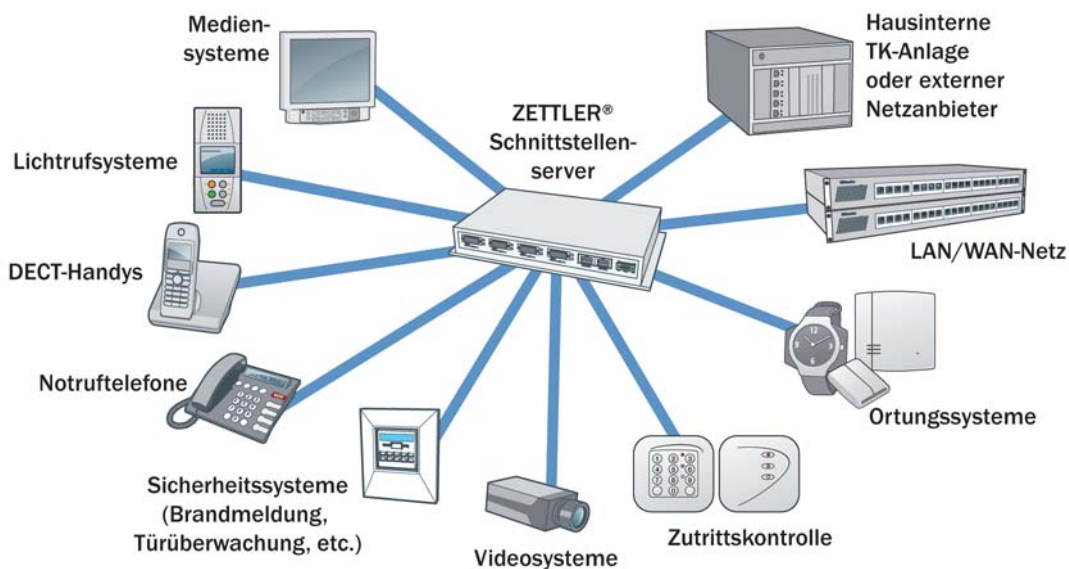 Medien-
systeme
Hausinterne
TK-Anlage
oder externer
Netzanbieter
ZETTLER®
Schnittstellen-
server
Lichtrufsysteme
LAN/WAN-Netz
DECT-Handys
Notruftelefone
Ortungssysteme
Sicherheitssysteme
(Brandmeldung,
Türüberwachung, etc.)
Videosysteme
Zutrittskontrolle